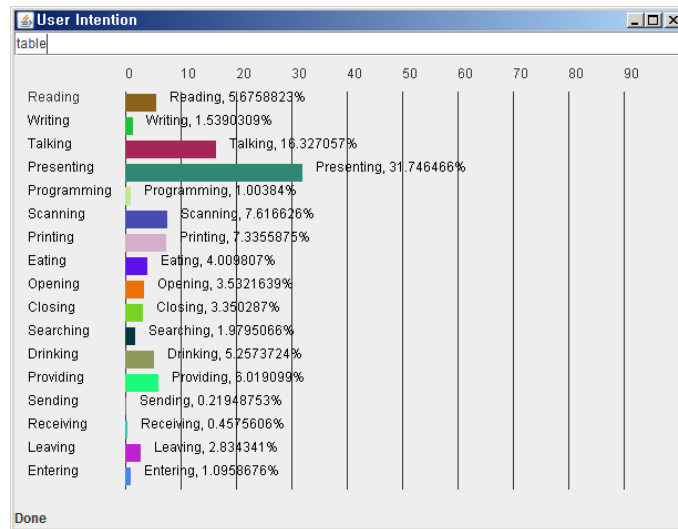 User Intention
table
0 10 20 30 40 50 60 70 80 90
Reading Reading, 5.6758823%
Writing Writing, 1.5390309%
Talking Talking, 16.327057%
Presenting Presenting, 31.746466%
Programming Programming, 1.00384%
Scanning Scanning, 7.616626%
Printing Printing, 7.3355875%
Eating Eating, 4.009807%
Opening Opening, 3.5321639%
Closing Closing, 3.350287%
Searching Searching, 1.9795066%
Drinking Drinking, 5.2573724%
Providing Providing, 6.019099%
Sending Sending, 0.21948753%
Receiving Receiving, 0.4575606%
Leaving Leaving, 2.834341%
Entering Entering, 1.0958676%
Done